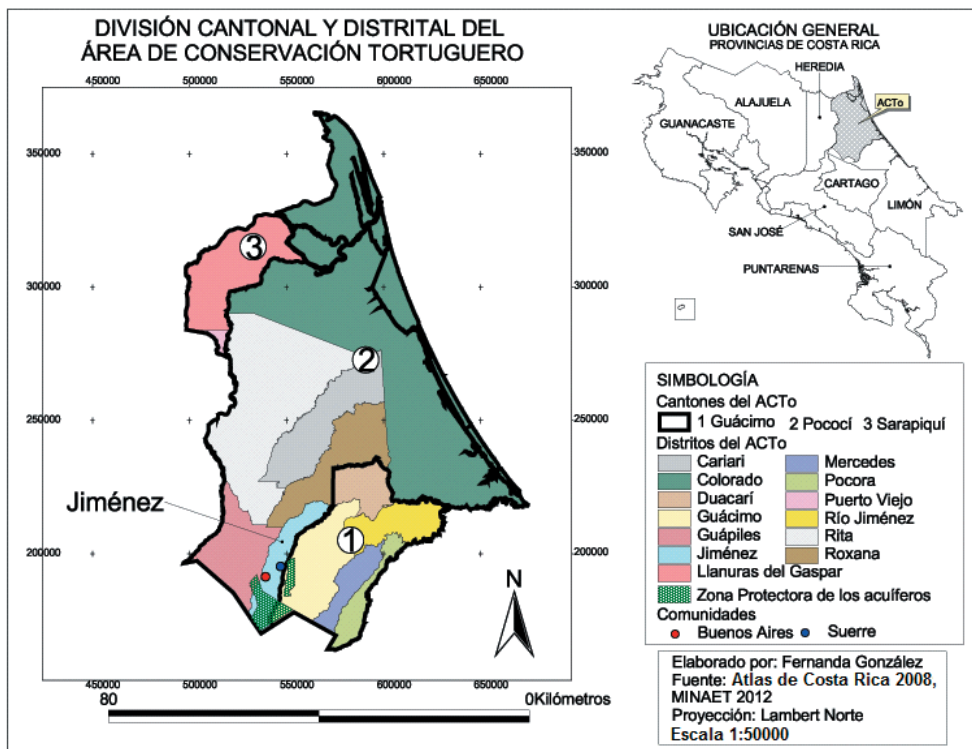 DIVISIÓN CANTONAL Y DISTRITAL DEL
ÁREA DE CONSERVACIÓN TORTUGUERO
450000 500000 550000 600000 650000
350000 350000
300000 300000
250000 250000
200000 200000
3
2
1
Jiménez
N
450000 500000 550000 600000 650000
80 0Kilómetros
UBICACIÓN GENERAL
PROVINCIAS DE COSTA RICA
HEREDIA
ALAJUELA
ACTo
GUANACASTE
CARTAGO
LIMÓN
SAN JOSÉ
PUNTARENAS
SIMBOLOGÍA
Cantones del ACTo
1 Guácimo 2 Pococí 3 Sarapiquí
Distritos del ACTo
Cariari Mercedes
Colorado Pocora
Duacarí Puerto Viejo
Guácimo Río Jiménez
Guápiles Rita
Jiménez Roxana
Llanuras del Gaspar
Zona Protectora de los acuíferos
Comunidades
Buenos Aires Suerre
Elaborado por: Fernanda González
Fuente: Atlas de Costa Rica 2008,
MINAET 2012
Proyección: Lambert Norte
Escala 1:50000